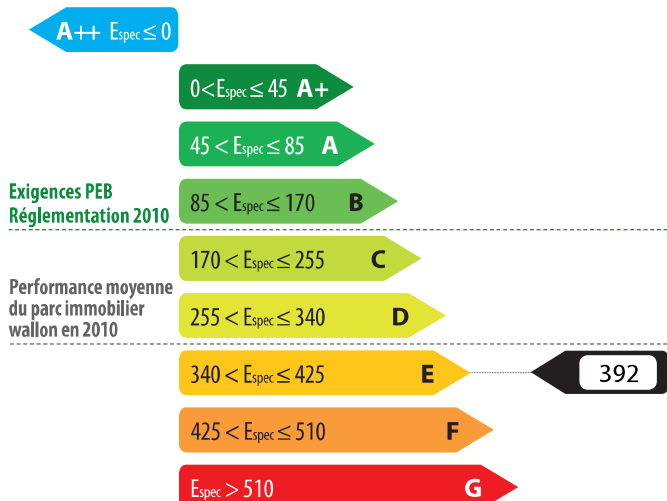 A++ Espec ≤ 0
0 < Espec ≤ 45 A+
45 < Espec ≤ 85 A
Exigences PEB
Réglementation 2010
85 < Espec ≤ 170 B
170 < Espec ≤ 255 C
Performance moyenne
du parc immobilier
wallon en 2010
255 < Espec ≤ 340 D
340 < Espec ≤ 425 E
392
425 < Espec ≤ 510 F
Espec > 510 G